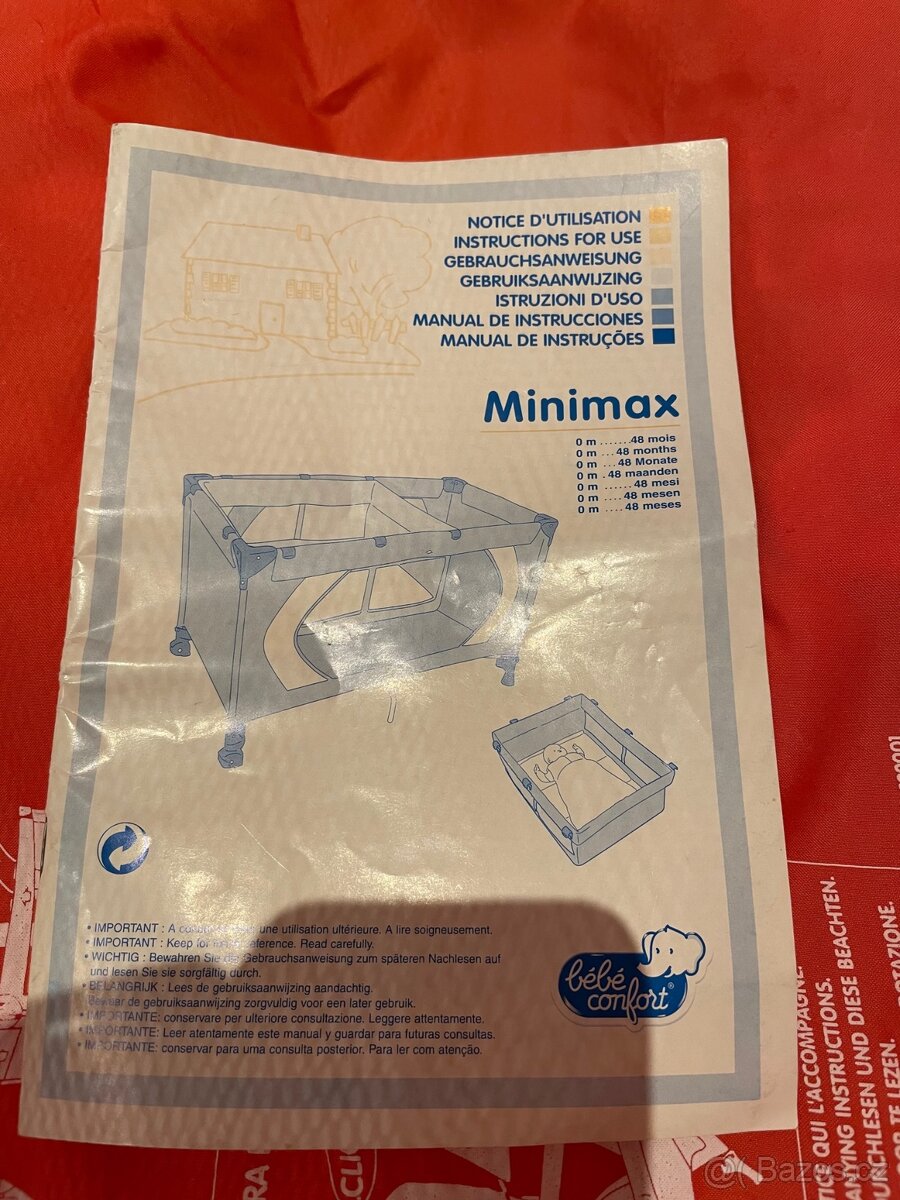 NOTICE D'UTILISATION
INSTRUCTIONS FOR USE
GEBRAUCHSANWEISUNG
GEBRUIKSAANWIJZING
ISTRUZIONI D'USO
MANUAL DE INSTRUCCIONES
MANUAL DE INSTRUÇÕES
Minimax
0 m .......48 mois
0 m ....48 months
0 m ...48 Monate
0 m .48 maanden
0 m ......48 mesi
0 m ....48 mesen
0 m ....48 meses
• IMPORTANT : A une utilisation ultérieure. A lire soigneusement.
• IMPORTANT : Keep for reference. Read carefully.
• WICHTIG : Bewahren Sie die Gebrauchsanweisung zum späteren Nachlesen auf
und lesen Sie sie sorgfältig durch.
• BELANGRIJK : Lees de gebruiksaanwijzing aandachtig.
Bewaar de gebruiksaanwijzing zorgvuldig voor een later gebruik.
• IMPORTANTE: conservare per ulteriore consultazione. Leggere attentamente.
• IMPORTANTE: Leer atentamente este manual y guardar para futuras consultas.
• IMPORTANTE: conservar para uma consulta posterior. Para ler com atenção.
bébé
confort®
QUI L'ACCOMPAGNE.
YING INSTRUCTIONS.
URCHLESEN UND DIESE BEACHTEN.
TE LEZEN.
Bazos.cz